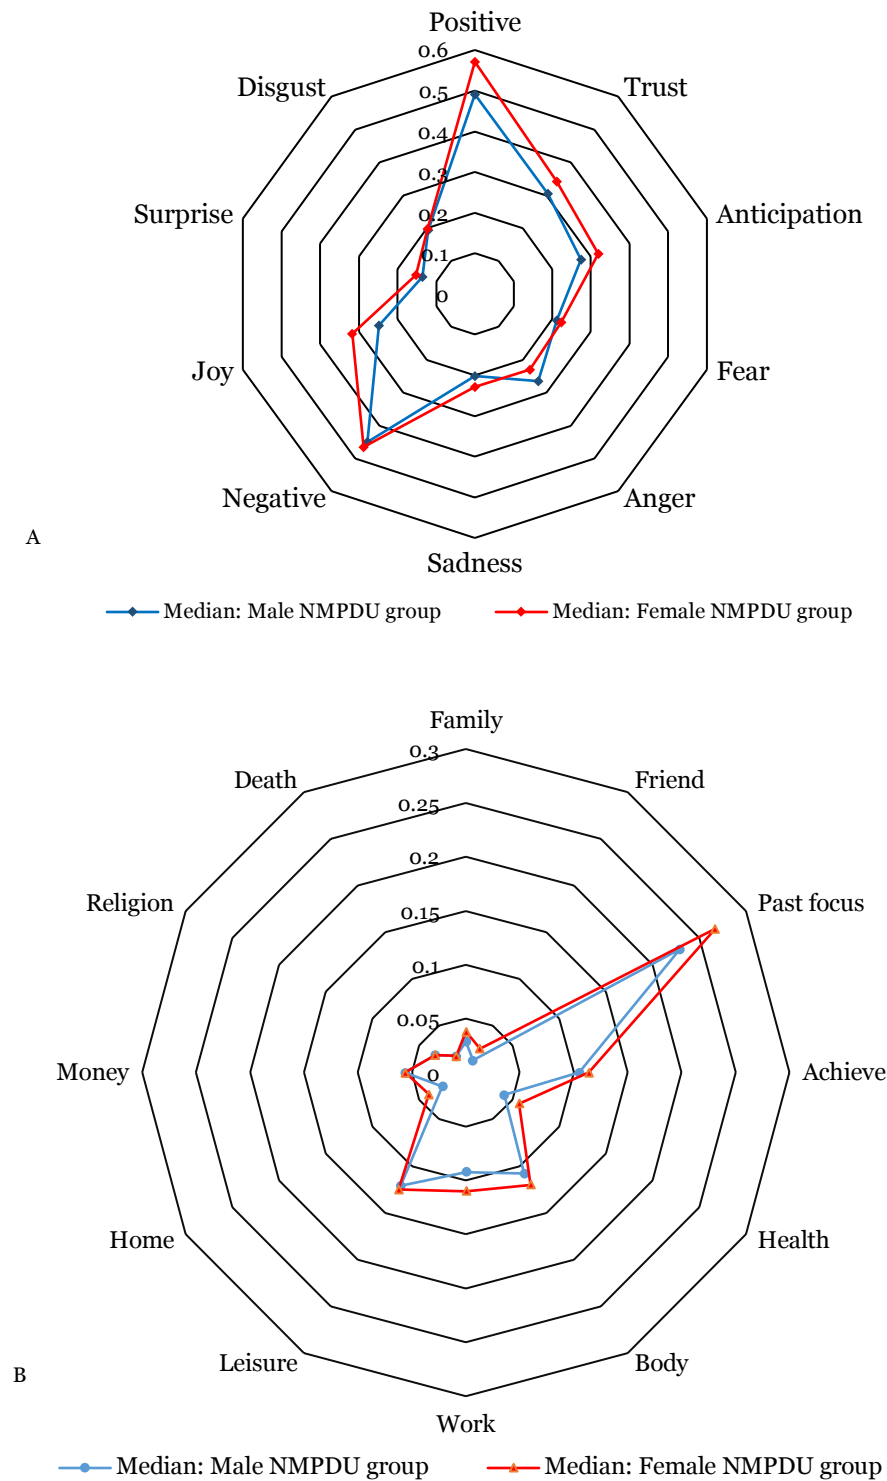 Positive
0.6
Disgust
Trust
0.5
0.4
0.3
Surprise
Anticipation
0.2
0.1
0
Joy
Fear
Negative
Anger
A
Sadness
Median: Male NMPDU group
Median: Female NMPDU group
Family
0.3
Death
Friend
0.25
0.2
Religion
Past focus
0.15
0.1
0.05
Money
0
Achieve
Home
Health
Leisure
Body
B
Work
Median: Male NMPDU group
Median: Female NMPDU group